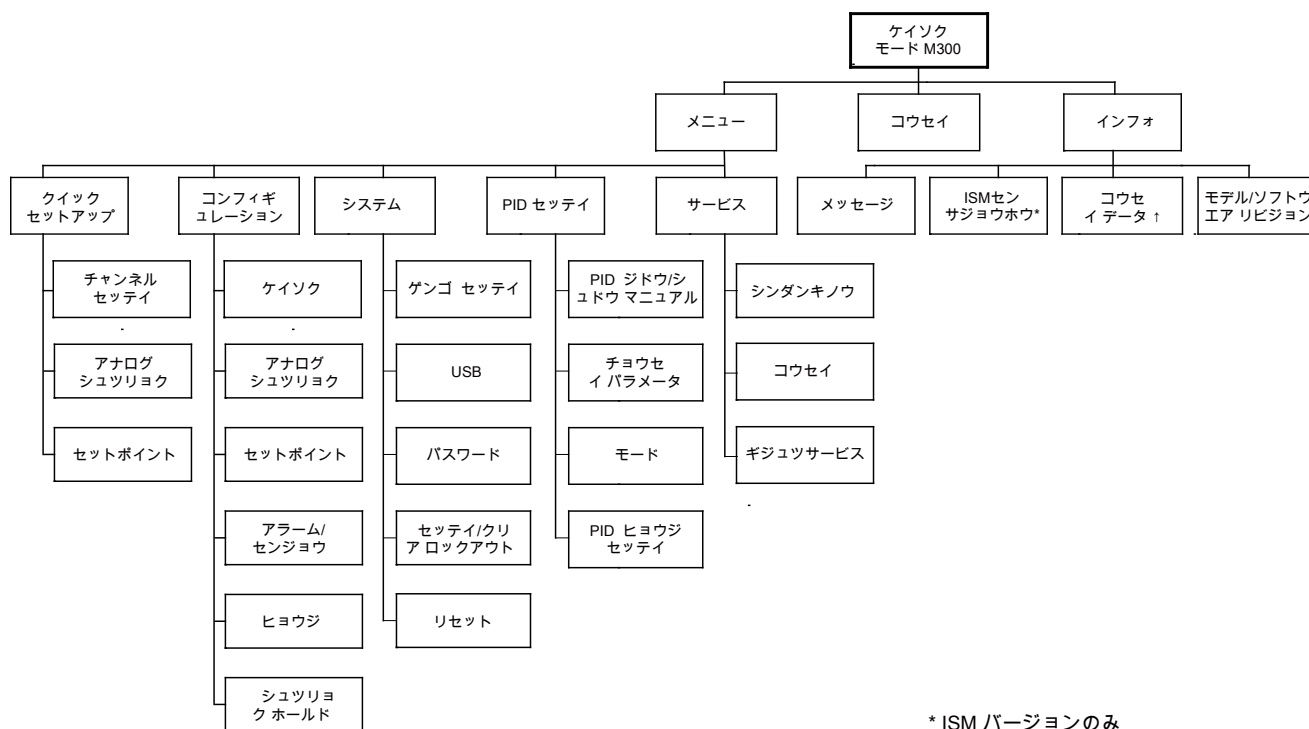 ケイソク
モード M300
メニュー
コウセイ
インフォ
クイック
セットアップ
コンフィギ
ュレーション
システム
PID セッテイ
サービス
メッセージ
ISMセン
サジョウホウ*
コウセ
イ データ ↑
モデル/ソフトウ
エア リビジョン
チャンネル
セッテイ
ケイソク
ゲンゴ セッテイ
PID ジドウ/シ
ュドウ マニュアル
シンダンキノウ
アナログ
シュツリョク
アナログ
シュツリョク
USB
チョウセ
イ パラメータ
コウセイ
セットポイント
セットポイント
パスワード
モード
ギジュツサービス
アラーム/
センジョウ
セッテイ/クリ
ア ロックアウト
PID ヒョウジ
セッテイ
ヒョウジ
リセット
シュツリョ
ク ホールド
* ISM バージョンのみ